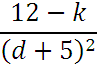 12 − k
(d + 5)²